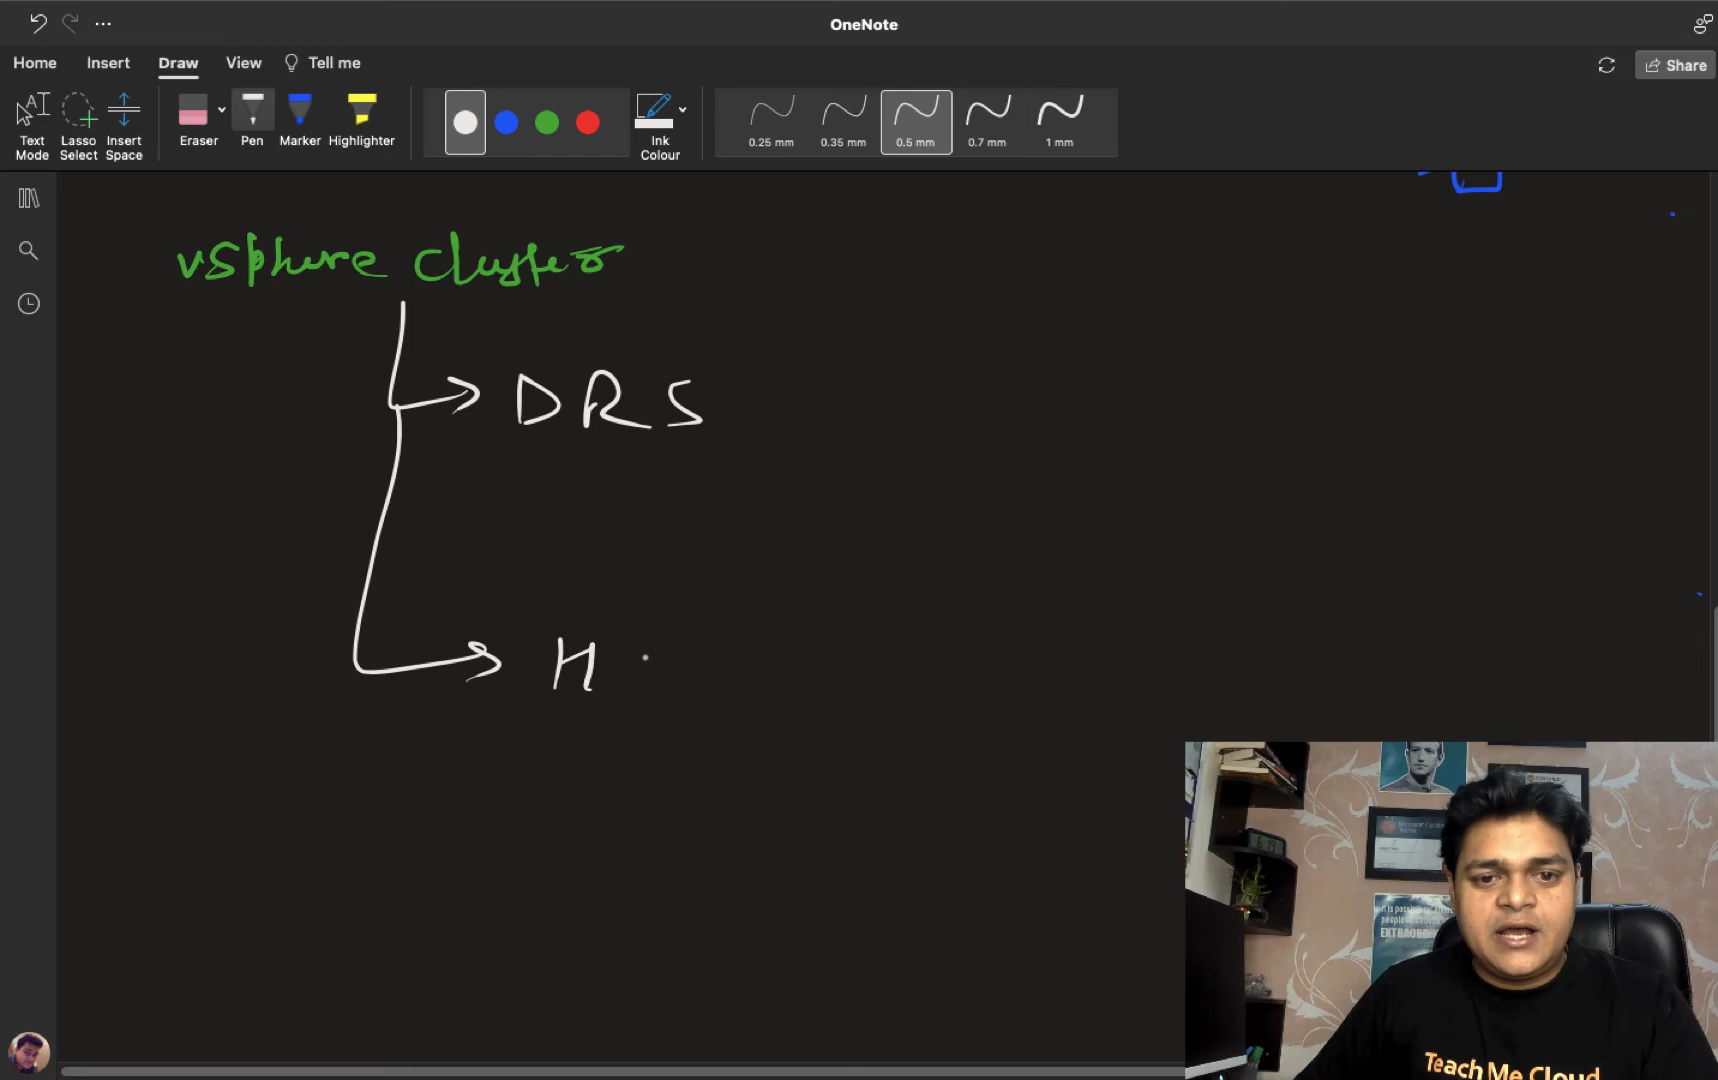 OneNote
Home Insert Draw View Tell me
Share
Text Mode
Lasso Select
Insert Space
Eraser
Pen
Marker
Highlighter
Ink Colour
0.25 mm
0.35 mm
0.5 mm
0.7 mm
1 mm
vSphere cluster
DRS
H
EXTRAORDI
Teach Me Cloud